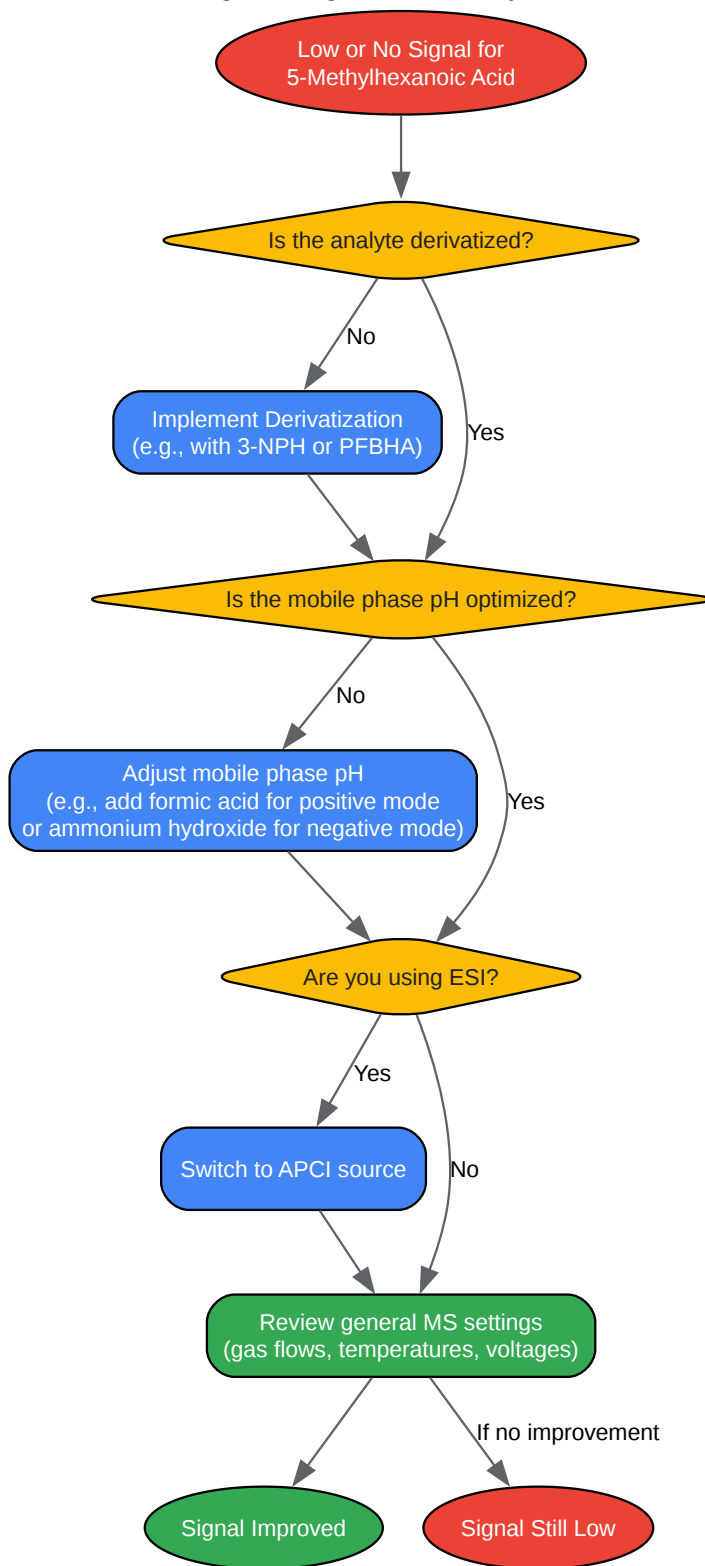 Low or No Signal for
5-Methylhexanoic Acid
Is the analyte derivatized?
No
Implement Derivatization
(e.g., with 3-NPH or PFBHA)
Yes
Is the mobile phase pH optimized?
No
Adjust mobile phase pH
(e.g., add formic acid for positive mode
or ammonium hydroxide for negative mode)
Yes
Are you using ESI?
Yes
Switch to APCI source
No
Review general MS settings
(gas flows, temperatures, voltages)
If no improvement
Signal Improved
Signal Still Low